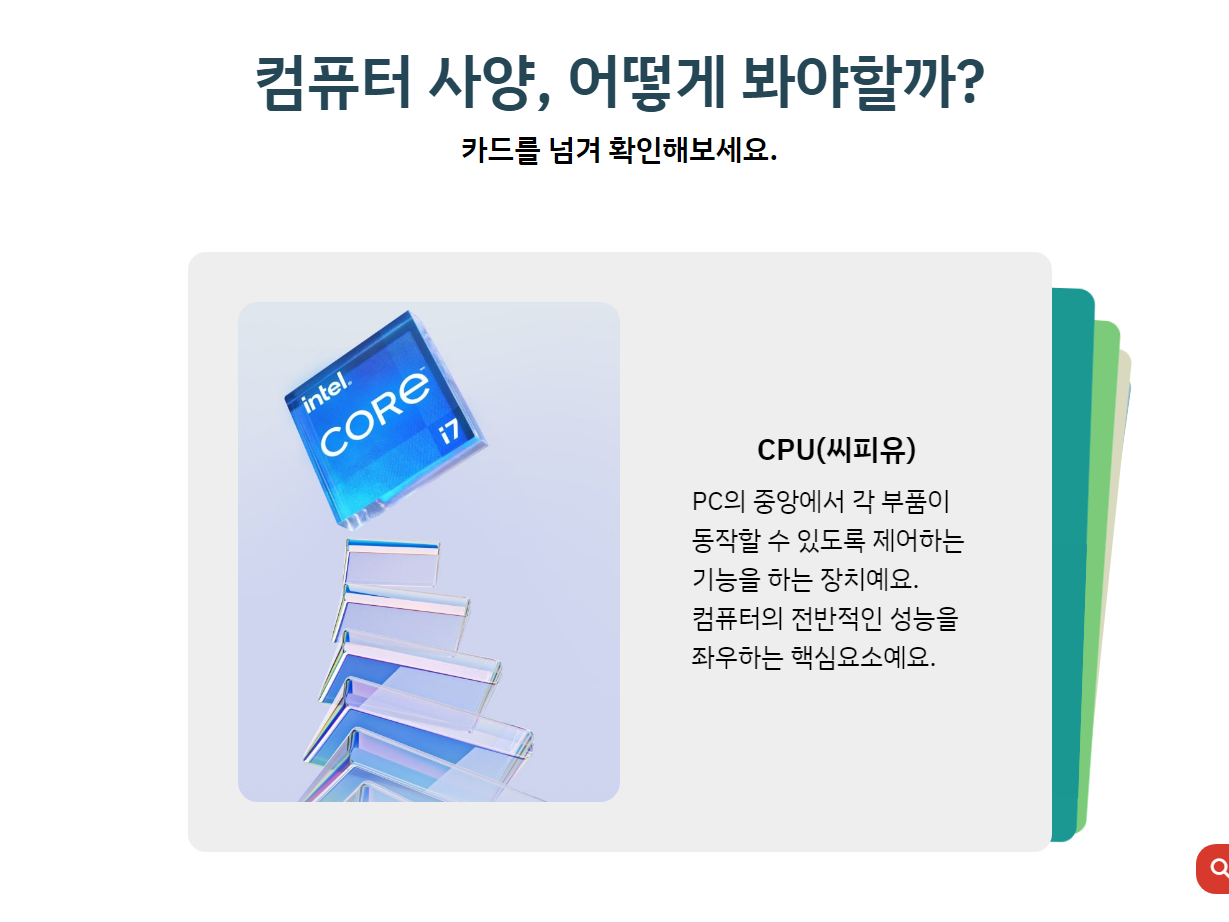 컴퓨터 사양, 어떻게 봐야할까?
카드를 넘겨 확인해보세요.
intel.
CORE
i7
CPU(씨피유)
PC의 중앙에서 각 부품이
동작할 수 있도록 제어하는
기능을 하는 장치예요.
컴퓨터의 전반적인 성능을
좌우하는 핵심요소예요.